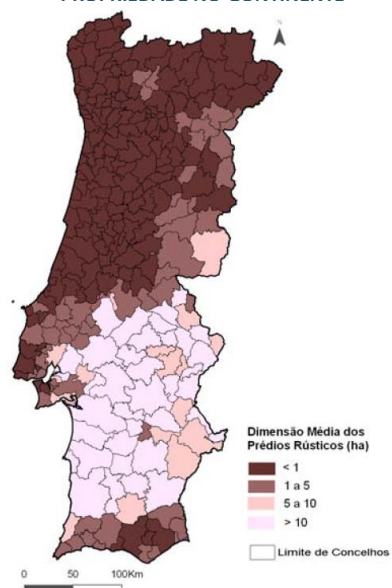 PROPRIEDADE NO CONTINENTE
N
Dimensão Média dos
Prédios Rústicos (ha)
< 1
1 a 5
5 a 10
> 10
Limite de Concelhos
0 50 100Km